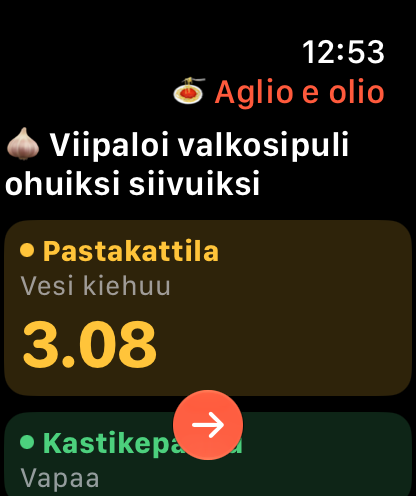 12:53
Aglio e olio
Viipaloi valkosipuli
ohuiksi siivuiksi
Pastakattila
Vesi kiehuu
3.08
Vapaa